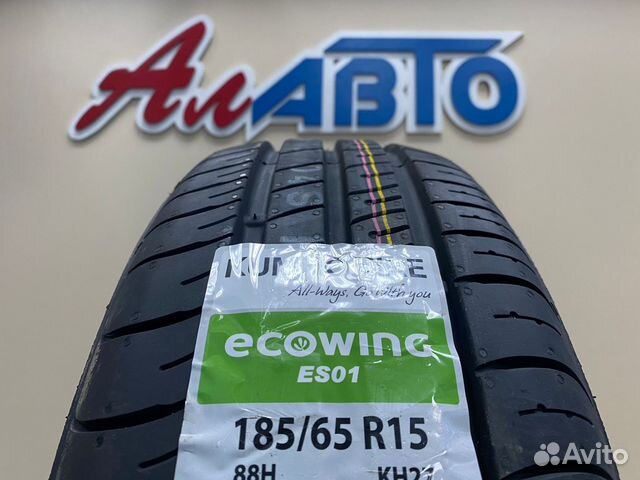 АлАВТО
All-Ways, Go with you
ecowing
ES01
185/65 R15
88H KH27
Avito